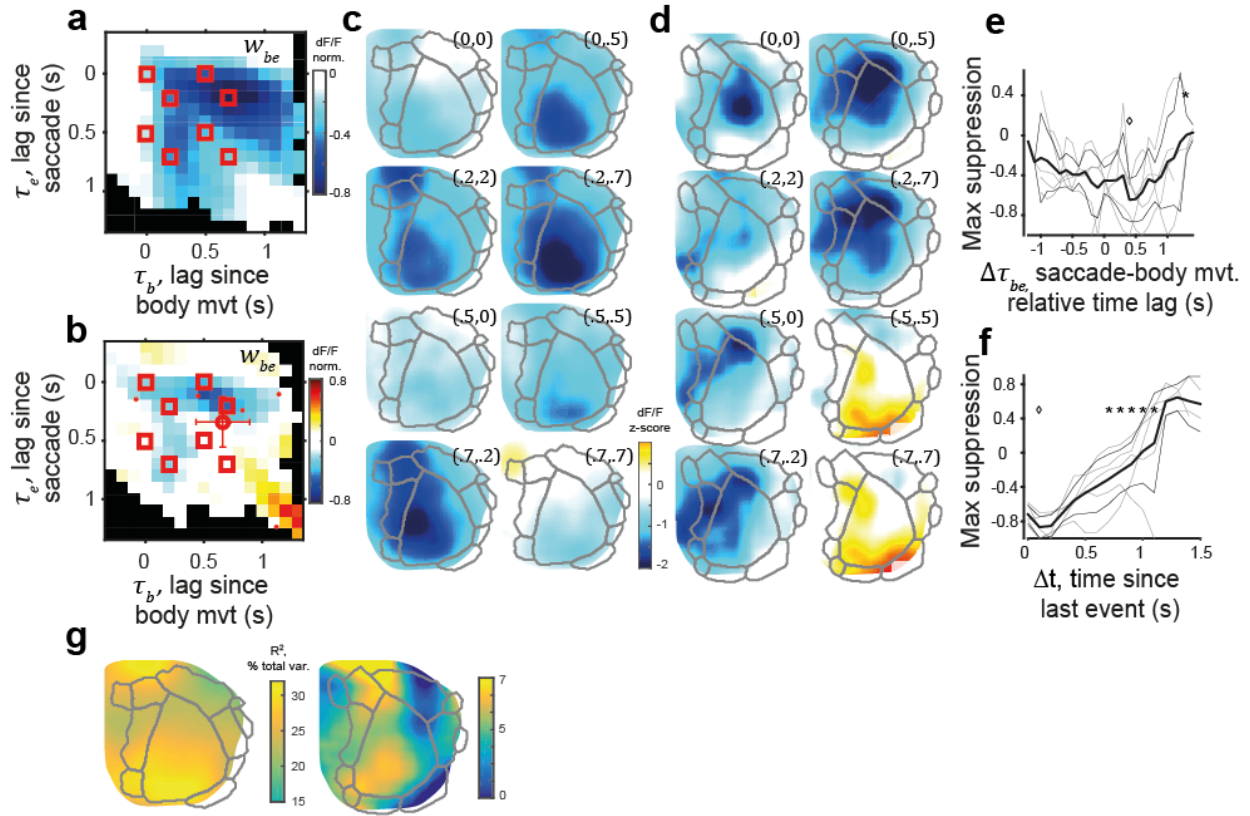 a
w_be
dF/F
norm.
0
-0.4
-0.8
0
0.5
1
τ_e, lag since
saccade (s)
0
0.5
1
τ_b, lag since
body mvt (s)
b
w_be
dF/F
norm.
0.8
0
-0.8
0
0.5
1
τ_e, lag since
saccade (s)
0
0.5
1
τ_b, lag since
body mvt (s)
c
(0,0)
(0,.5)
(.2,2)
(.2,.7)
(.5,0)
(.5,.5)
(.7,.2)
(.7,.7)
dF/F
z-score
0
-1
-2
d
(0,0)
(0,.5)
(.2,2)
(.2,.7)
(.5,0)
(.5,.5)
(.7,.2)
(.7,.7)
e
Max suppression
0
-0.4
-0.8
◊
*
-1
-0.5
0
0.5
1
Δτ_be, saccade-body mvt.
relative time lag (s)
f
Max suppression
0.8
0.4
0
-0.4
-0.8
◊
*****
0
0.5
1
1.5
Δt, time since
last event (s)
g
R²,
% total var.
30
25
20
15
7
5
0